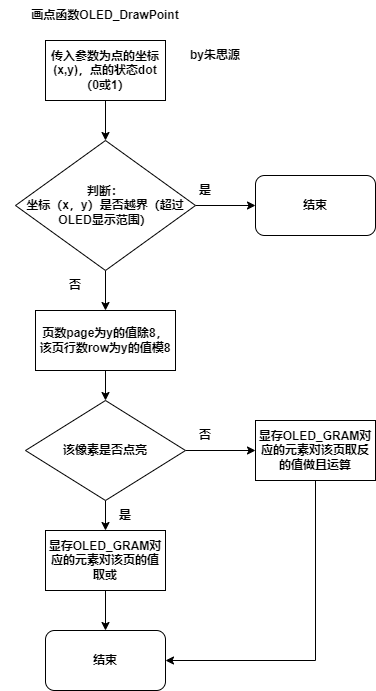 画点函数OLED_DrawPoint
传入参数为点的坐标
(x,y)，点的状态dot
（0或1）
by朱思源
判断：
坐标（x，y）是否越界（超过
OLED显示范围)
是
结束
否
页数page为y的值除8，
该页行数row为y的值模8
该像素是否点亮
否
显存OLED_GRAM对
应的元素对该页取反
的值做且运算
是
显存OLED_GRAM对
应的元素对该页的值
取或
结束